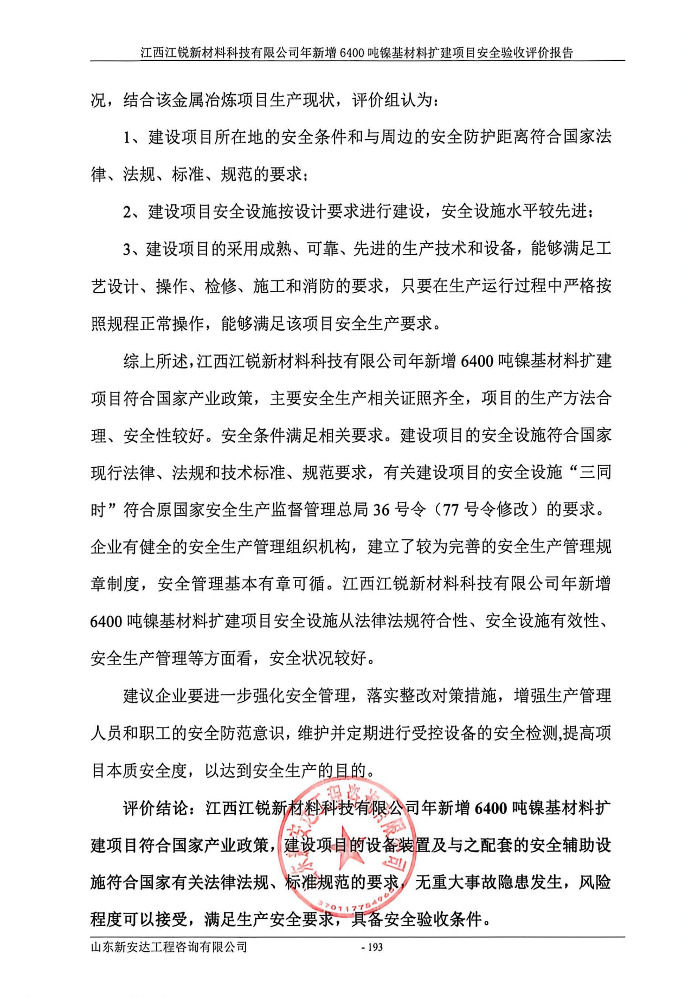 江西江锐新材料科技有限公司年新增 6400 吨镍基材料扩建项目安全验收评价报告
况，结合该金属冶炼项目生产现状，评价组认为：
1、建设项目所在地的安全条件和与周边的安全防护距离符合国家法
律、法规、标准、规范的要求；
2、建设项目安全设施按设计要求进行建设，安全设施水平较先进；
3、建设项目的采用成熟、可靠、先进的生产技术和设备，能够满足工
艺设计、操作、检修、施工和消防的要求，只要在生产运行过程中严格按
照规程正常操作，能够满足该项目安全生产要求。
综上所述,江西江锐新材料科技有限公司年新增 6400 吨镍基材料扩建
项目符合国家产业政策，主要安全生产相关证照齐全，项目的生产方法合
理、安全性较好。安全条件满足相关要求。建设项目的安全设施符合国家
现行法律、法规和技术标准、规范要求，有关建设项目的安全设施“三同
时”符合原国家安全生产监督管理总局 36 号令（77 号令修改）的要求。
企业有健全的安全生产管理组织机构，建立了较为完善的安全生产管理规
章制度，安全管理基本有章可循。江西江锐新材料科技有限公司年新增
6400 吨镍基材料扩建项目安全设施从法律法规符合性、安全设施有效性、
安全生产管理等方面看，安全状况较好。
建议企业要进一步强化安全管理，落实整改对策措施，增强生产管理
人员和职工的安全防范意识，维护并定期进行受控设备的安全检测,提高项
目本质安全度，以达到安全生产的目的。
评价结论：江西江锐新材料科技有限公司年新增 6400 吨镍基材料扩
建项目符合国家产业政策，建设项目的设备装置及与之配套的安全辅助设
施符合国家有关法律法规、标准规范的要求，无重大事故隐患发生，风险
程度可以接受，满足生产安全要求，具备安全验收条件。
山东新安达工程咨询有限公司
- 193